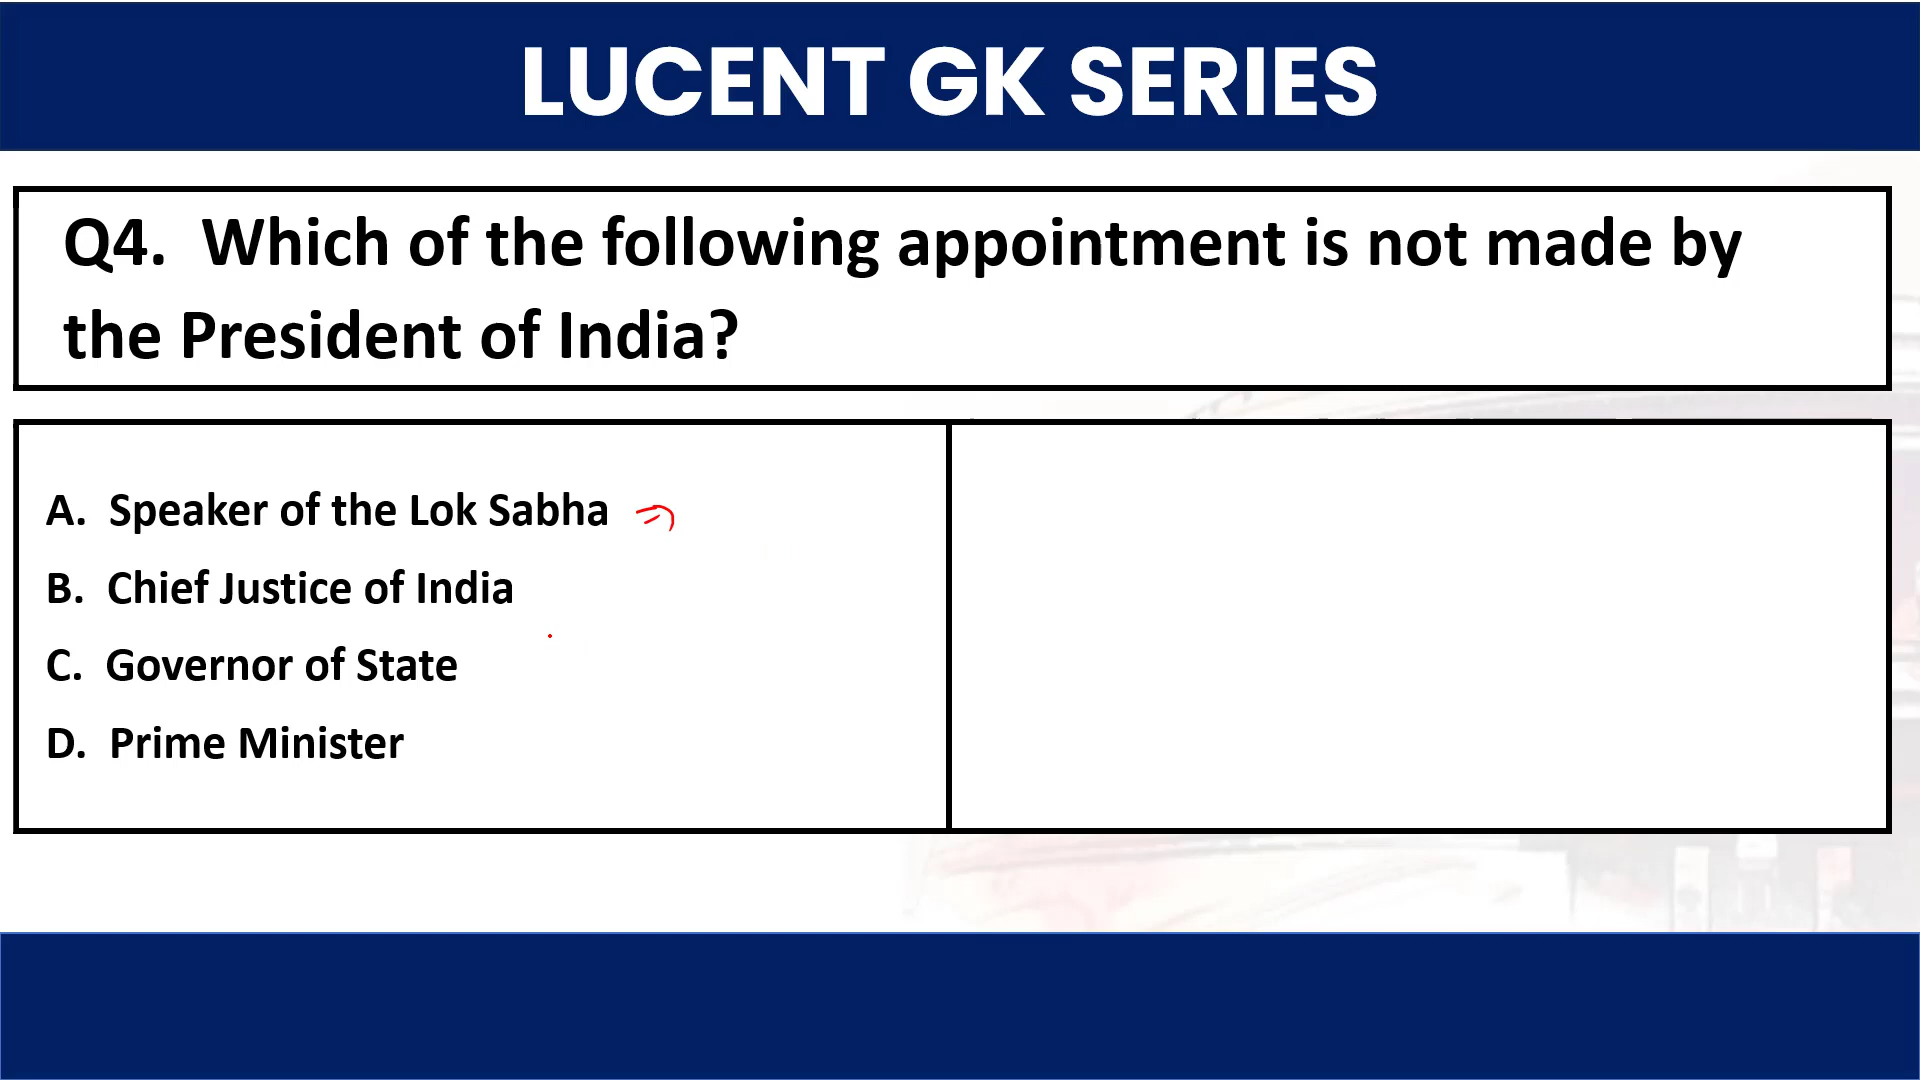 LUCENT GK SERIES
Q4. Which of the following appointment is not made by
the President of India?
A. Speaker of the Lok Sabha
B. Chief Justice of India
C. Governor of State
D. Prime Minister